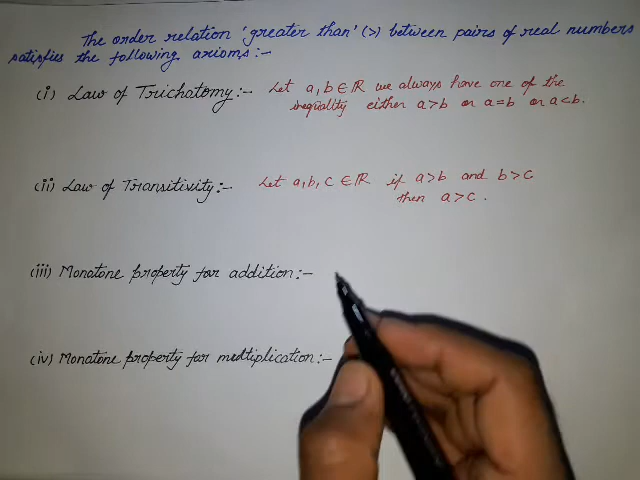 The order relation 'greater than' (>) between pairs of real numbers
satisfies the following axioms :-
(i) Law of Trichotomy :- Let a, b ∈ ℝ we always have one of the
inequality either a > b or a = b or a < b.
(ii) Law of Transitivity :- Let a, b, c ∈ ℝ if a > b and b > c
then a > c .
(iii) Monotone property for addition :-
(iv) Monotone property for multiplication :-